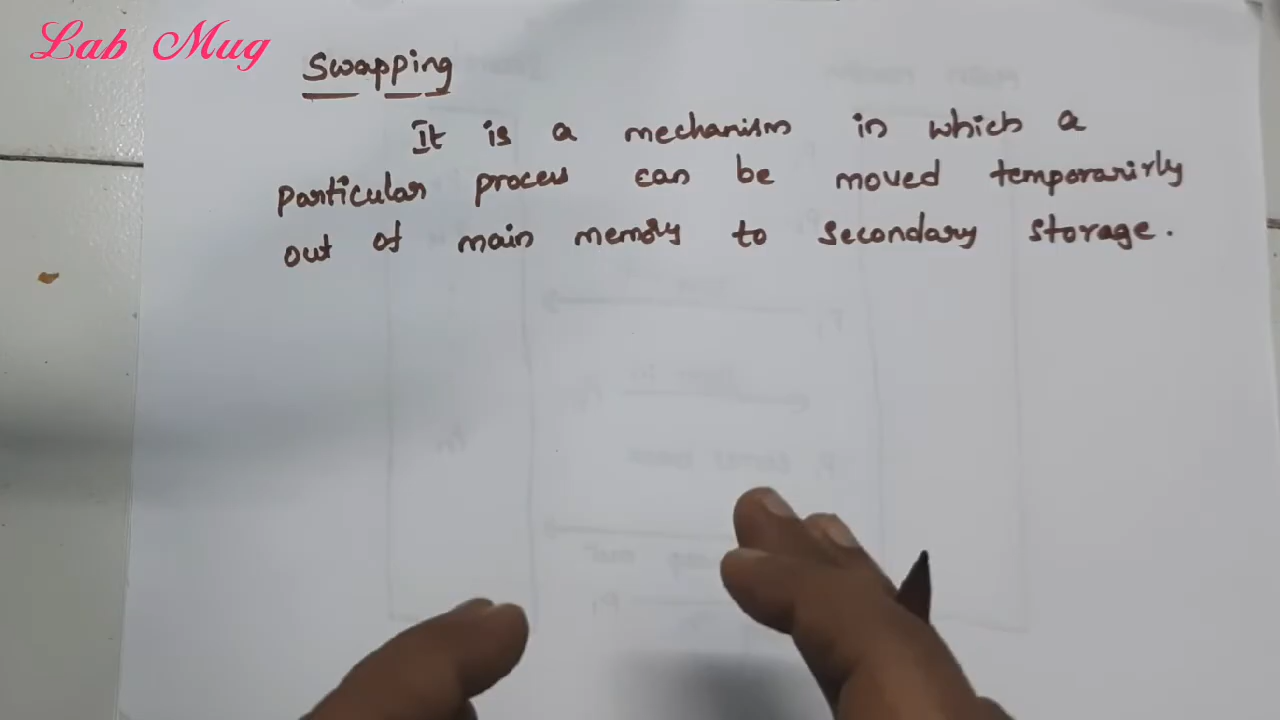 Lab Mug
Swapping
It is a mechanism in which a
particular process can be moved temporarirly
out of main memory to secondary storage.